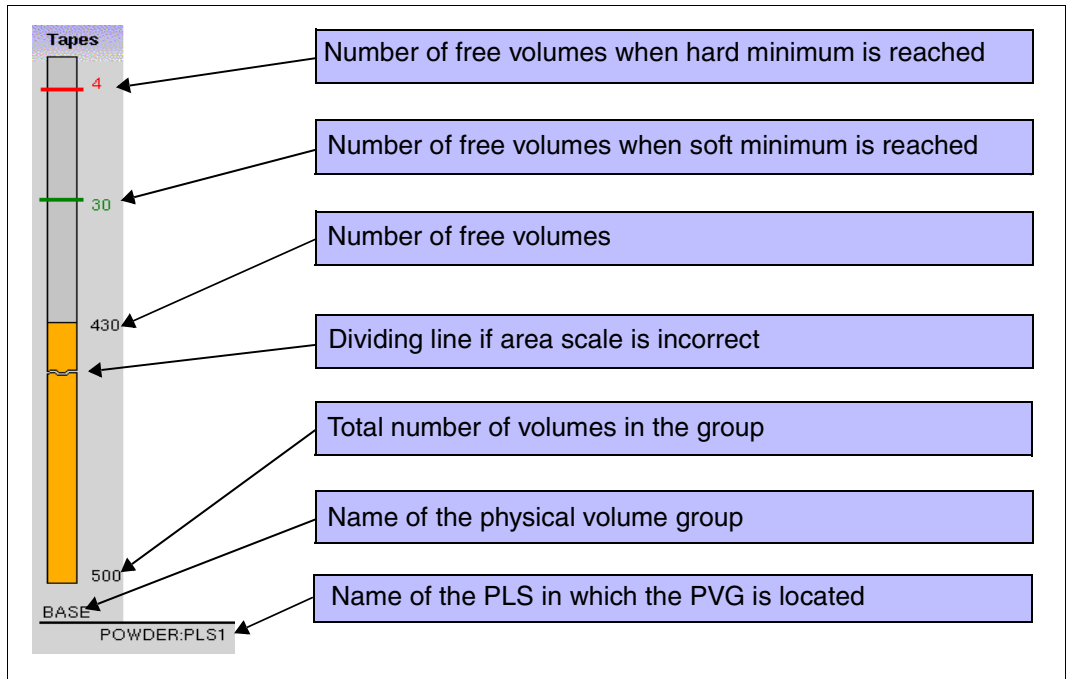 Tapes
4
Number of free volumes when hard minimum is reached
30
Number of free volumes when soft minimum is reached
430
Number of free volumes
Dividing line if area scale is incorrect
500
Total number of volumes in the group
BASE
Name of the physical volume group
POWDER:PLS1
Name of the PLS in which the PVG is located